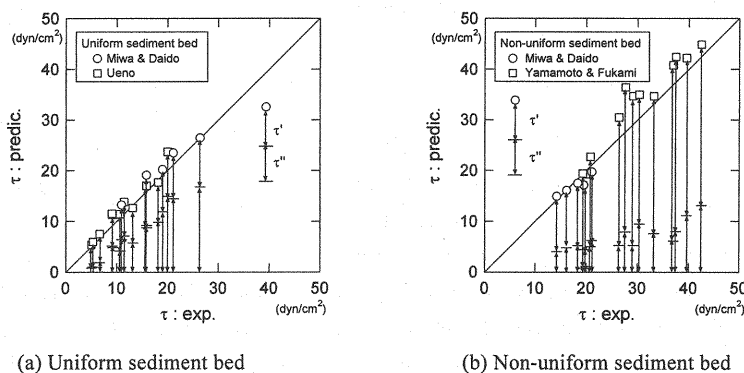 (a)
(b)
50
(dyn/cm²)
40
30
20
10
0
τ : predic.
Uniform sediment bed
Miwa & Daido
Ueno
τ'
τ"
0 10 20 30 40 50
τ : exp.
(dyn/cm²)
50
(dyn/cm²)
40
30
20
10
0
τ : predic.
Non-uniform sediment bed
Miwa & Daido
Yamamoto & Fukami
τ'
τ"
0 10 20 30 40 50
τ : exp.
(dyn/cm²)
(a) Uniform sediment bed
(b) Non-uniform sediment bed